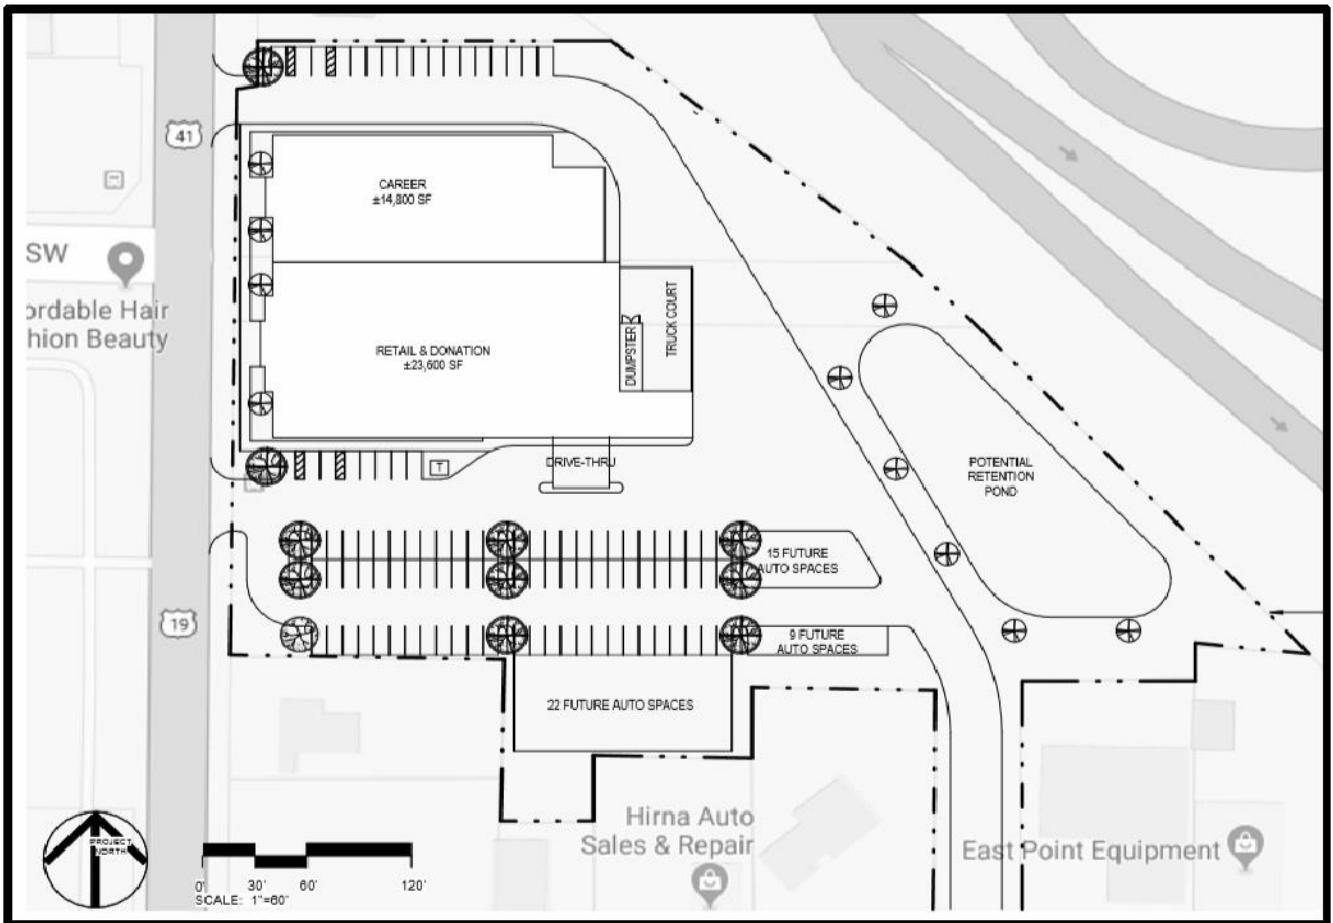 41
CAREER
±14,800 SF
SW
ordable Hair
hion Beauty
RETAIL & DONATION
±23,600 SF
DUMPSTER
TRUCK COURT
T
DRIVE-THRU
POTENTIAL
RETENTION
POND
15 FUTURE
AUTO SPACES
19
9 FUTURE
AUTO SPACES
22 FUTURE AUTO SPACES
Hirna Auto
Sales & Repair
East Point Equipment
PROJECT
NORTH
0' 30' 60' 120'
SCALE: 1"=60'